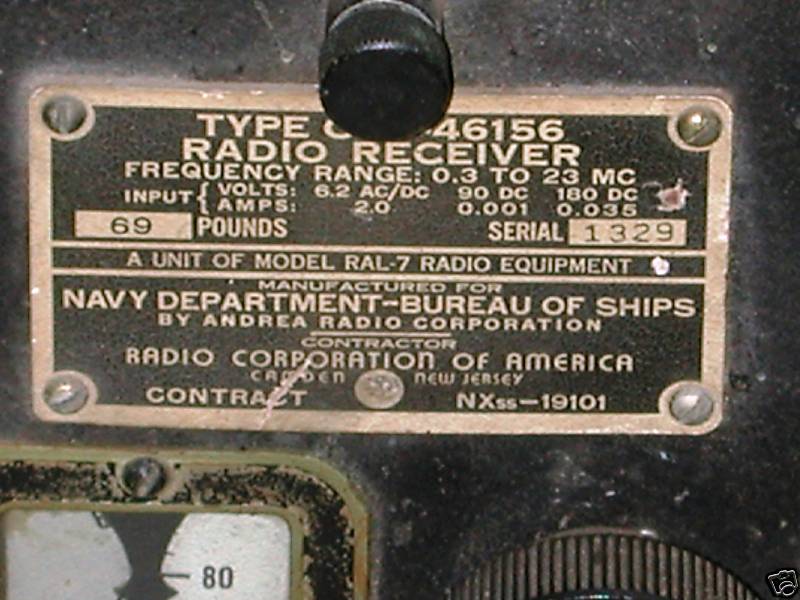 TYPE C -46156
RADIO RECEIVER
FREQUENCY RANGE: 0.3 TO 23 MC
INPUT { VOLTS: 6.2 AC/DC 90 DC 180 DC
AMPS: 2.0 0.001 0.035
69 POUNDS SERIAL 1329
A UNIT OF MODEL RAL-7 RADIO EQUIPMENT
MANUFACTURED FOR
NAVY DEPARTMENT-BUREAU OF SHIPS
BY ANDREA RADIO CORPORATION
CONTRACTOR
RADIO CORPORATION OF AMERICA
CAMDEN NEW JERSEY
CONTRACT NXss-19101
80